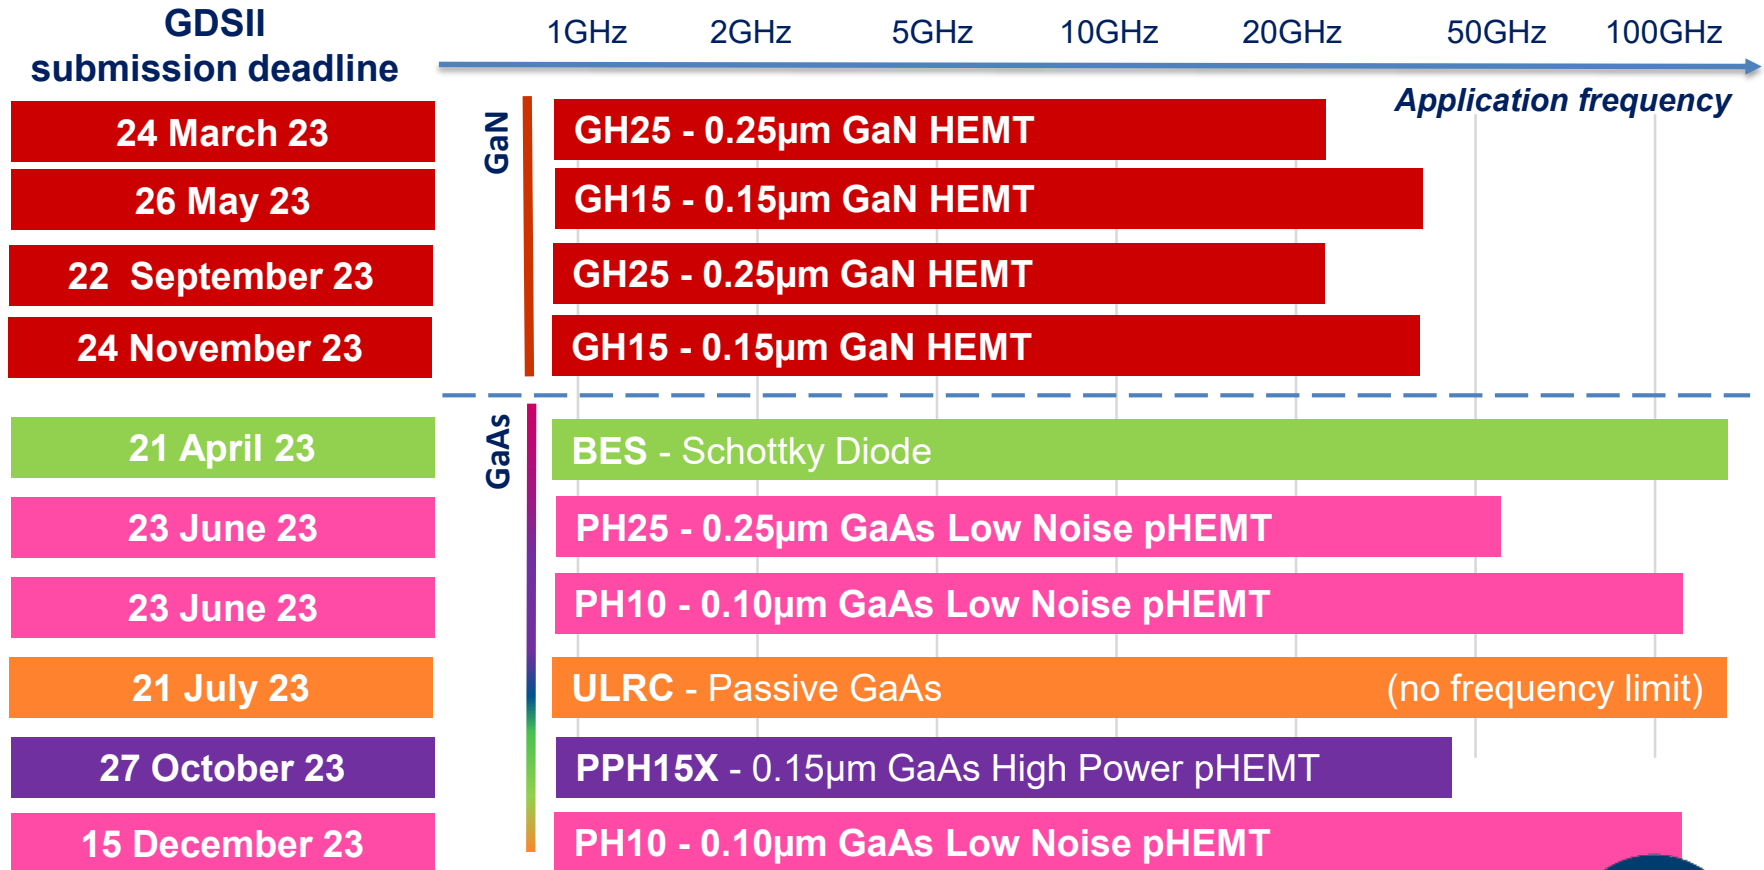 GDSII
submission deadline
1GHz 2GHz 5GHz 10GHz 20GHz 50GHz 100GHz
Application frequency
GaN
24 March 23 GH25 - 0.25µm GaN HEMT
26 May 23 GH15 - 0.15µm GaN HEMT
22 September 23 GH25 - 0.25µm GaN HEMT
24 November 23 GH15 - 0.15µm GaN HEMT
GaAs
21 April 23 BES - Schottky Diode
23 June 23 PH25 - 0.25µm GaAs Low Noise pHEMT
23 June 23 PH10 - 0.10µm GaAs Low Noise pHEMT
21 July 23 ULRC - Passive GaAs (no frequency limit)
27 October 23 PPH15X - 0.15µm GaAs High Power pHEMT
15 December 23 PH10 - 0.10µm GaAs Low Noise pHEMT